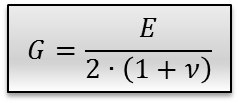 G = E / 2 · (1 + ν)